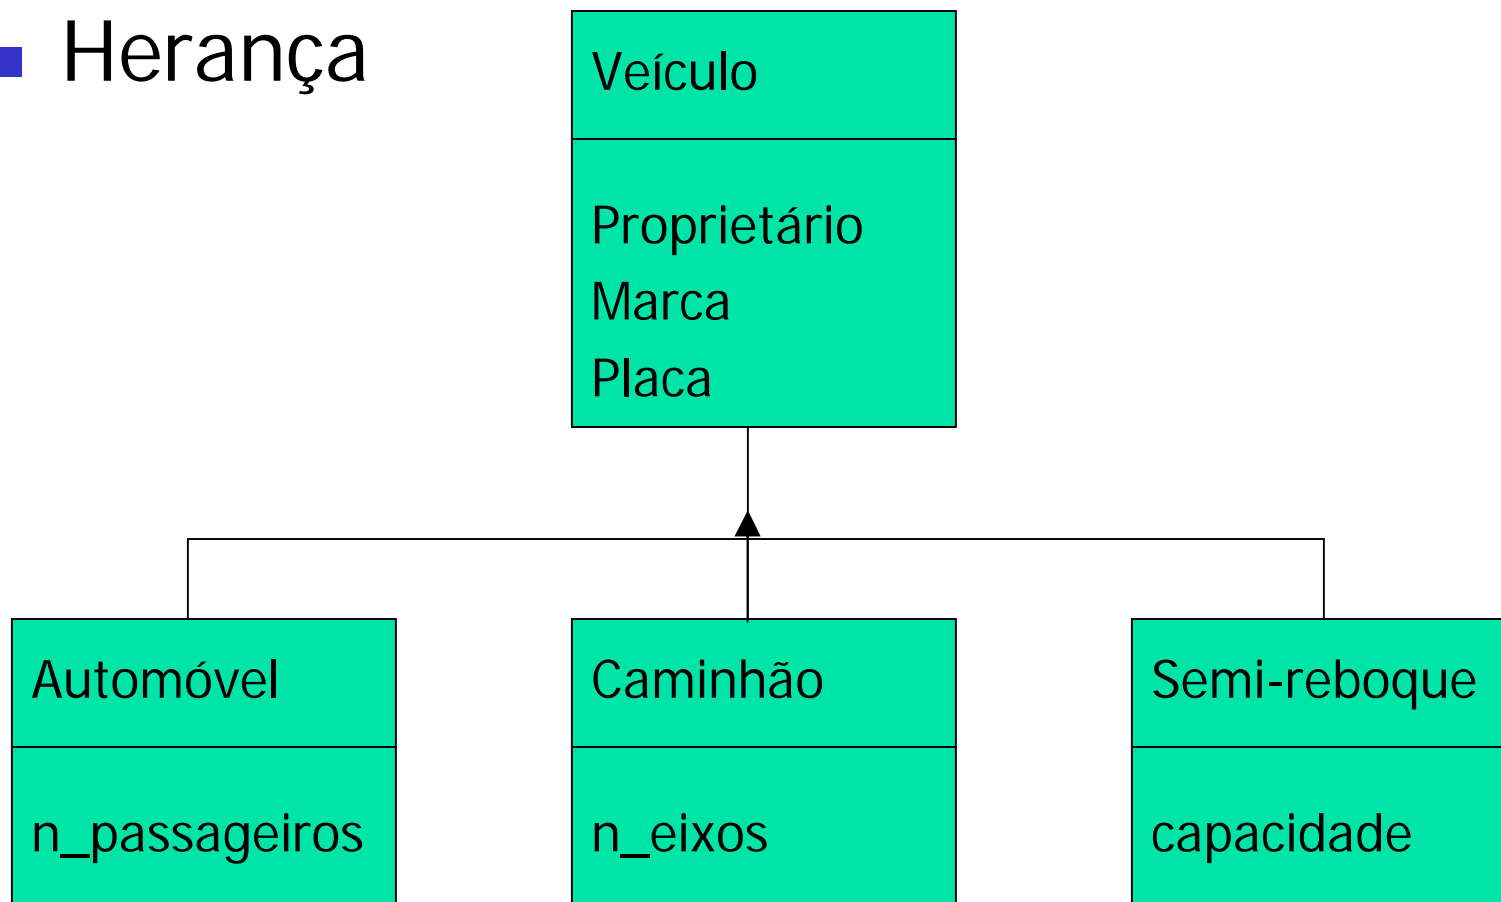 Herança
Veículo
Proprietário
Marca
Placa
Automóvel
n_passageiros
Caminhão
n_eixos
Semi-reboque
capacidade